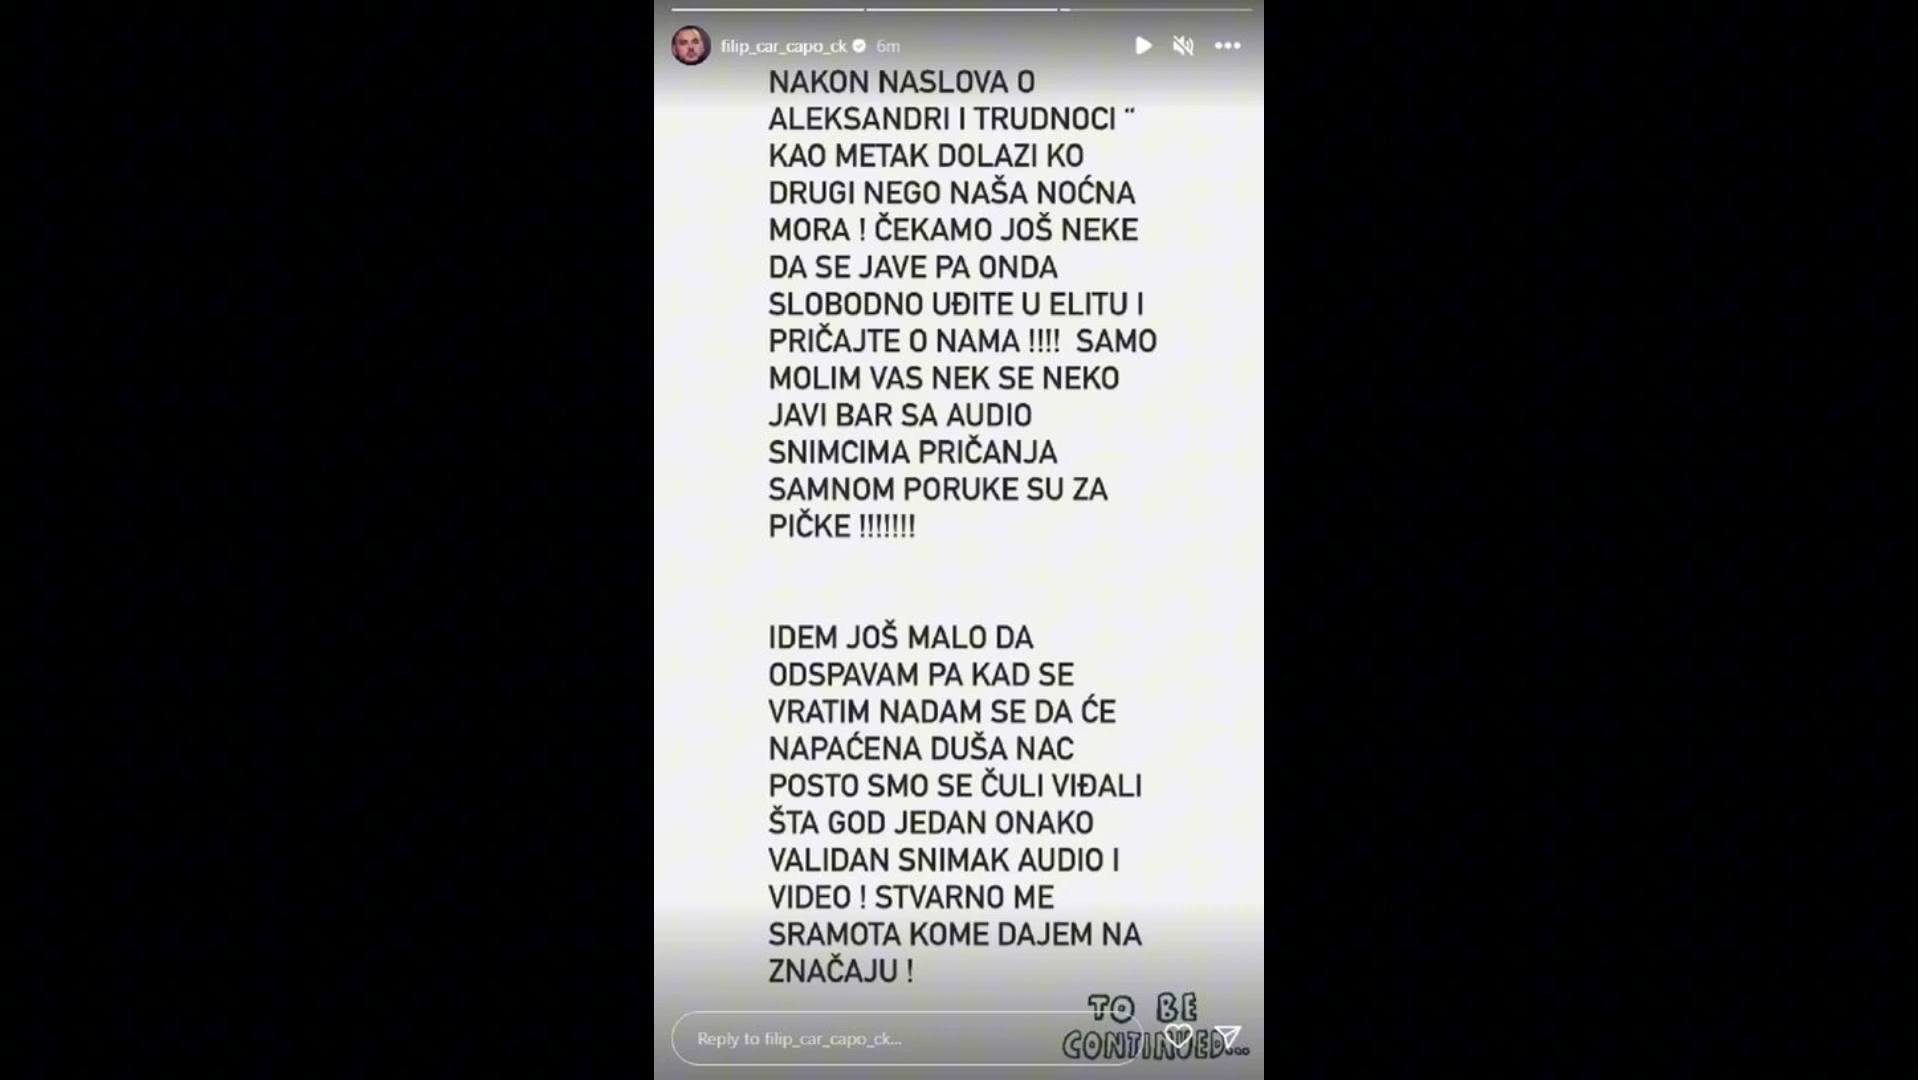 filip_car_capo_ck 6m
NAKON NASLOVA O
ALEKSANDRI I TRUDNOCI “
KAO METAK DOLAZI KO
DRUGI NEGO NAŠA NOĆNA
MORA ! ČEKAMO JOŠ NEKE
DA SE JAVE PA ONDA
SLOBODNO UĐITE U ELITU I
PRIČAJTE O NAMA !!!! SAMO
MOLIM VAS NEK SE NEKO
JAVI BAR SA AUDIO
SNIMCIMA PRIČANJA
SAMNOM PORUKE SU ZA
PIČKE !!!!!!!
IDEM JOŠ MALO DA
ODSPAVAM PA KAD SE
VRATIM NADAM SE DA ĆE
NAPAĆENA DUŠA NAC
POSTO SMO SE ČULI VIĐALI
ŠTA GOD JEDAN ONAKO
VALIDAN SNIMAK AUDIO I
VIDEO ! STVARNO ME
SRAMOTA KOME DAJEM NA
ZNAČAJU !
TO BE
CONTINUED...
Reply to filip_car_capo_ck...